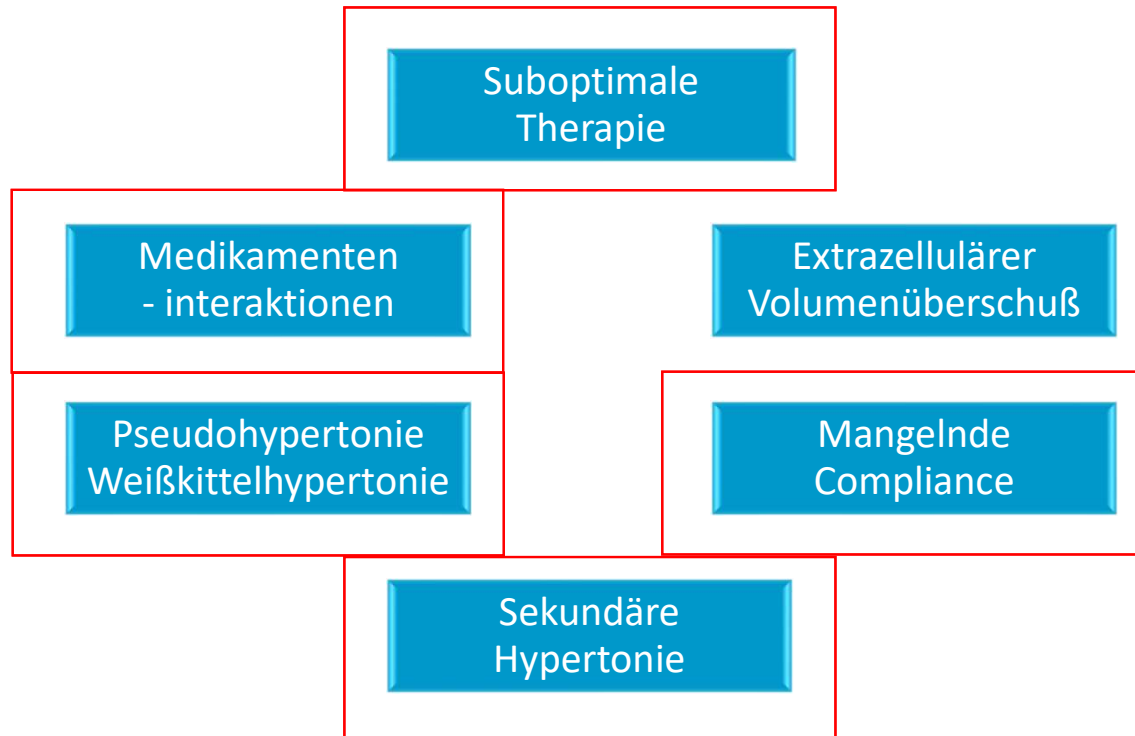 Suboptimale
Therapie
Medikamenten
- interaktionen
Extrazellulärer
Volumenüberschuß
Pseudohypertonie
Weißkittelhypertonie
Mangelnde
Compliance
Sekundäre
Hypertonie